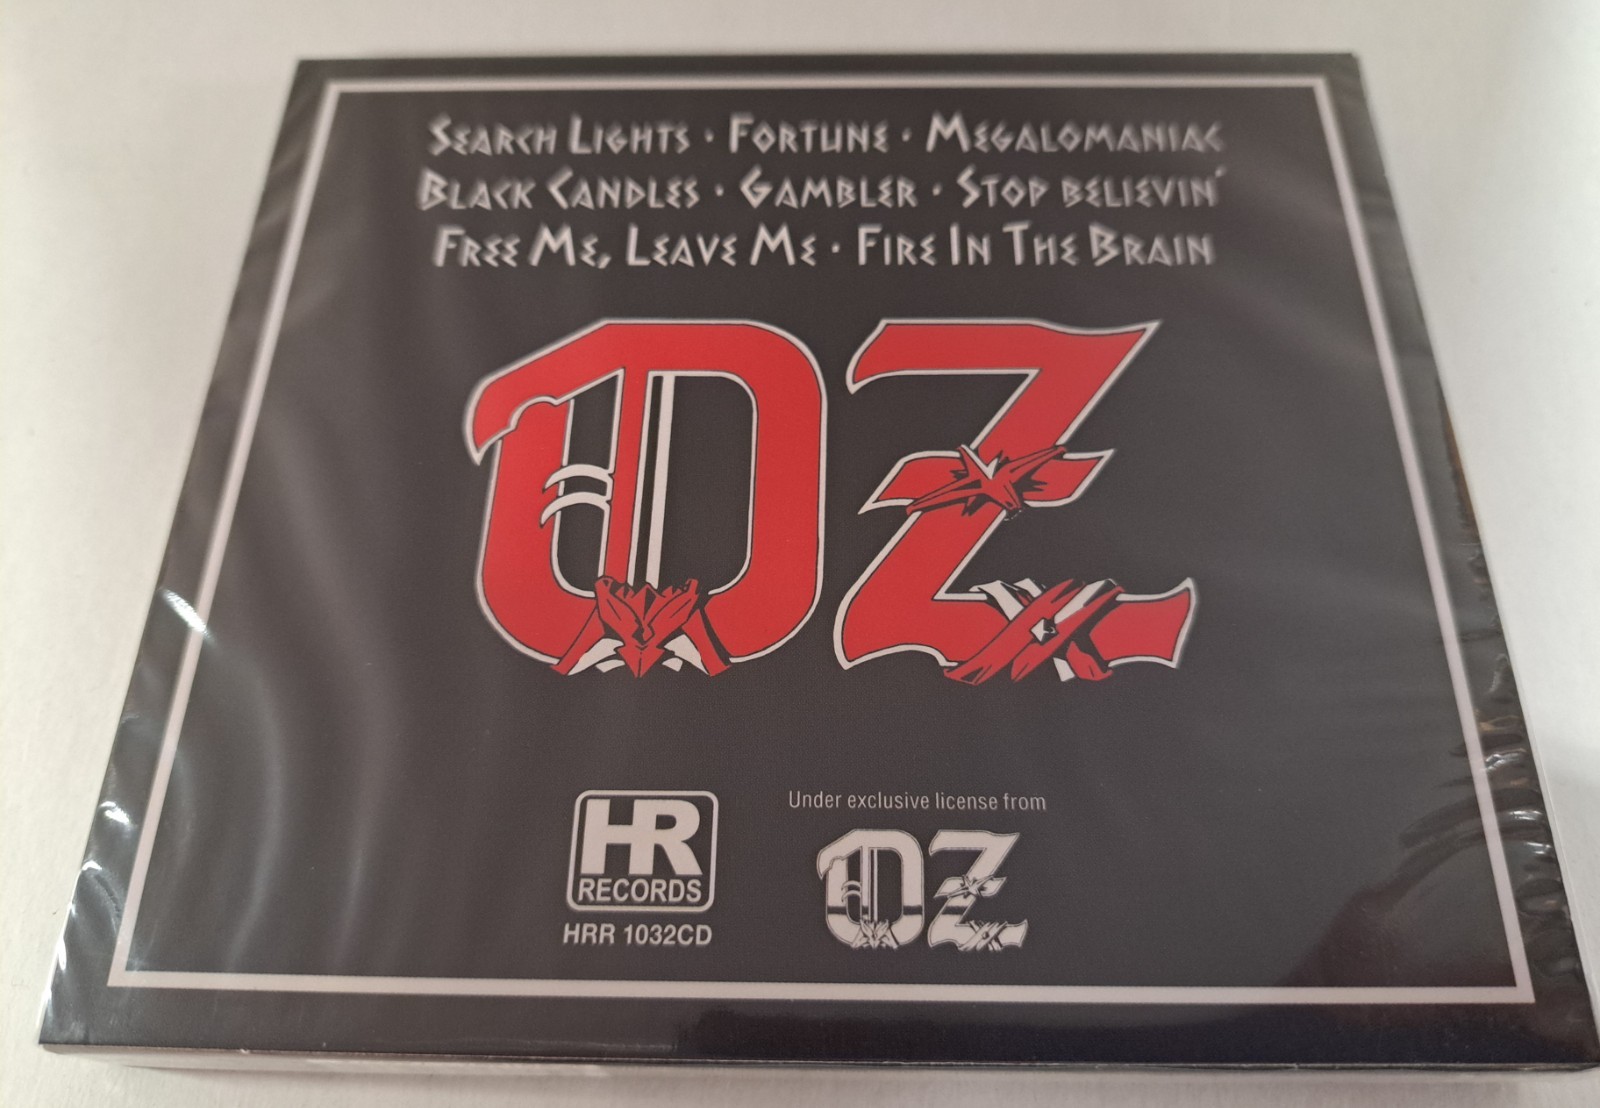 Search Lights · Fortune · Megalomaniac
Black Candles · Gambler · Stop believin'
Free Me, Leave Me · Fire In The Brain
OZ
HR
RECORDS
HRR 1032CD
Under exclusive license from
OZ